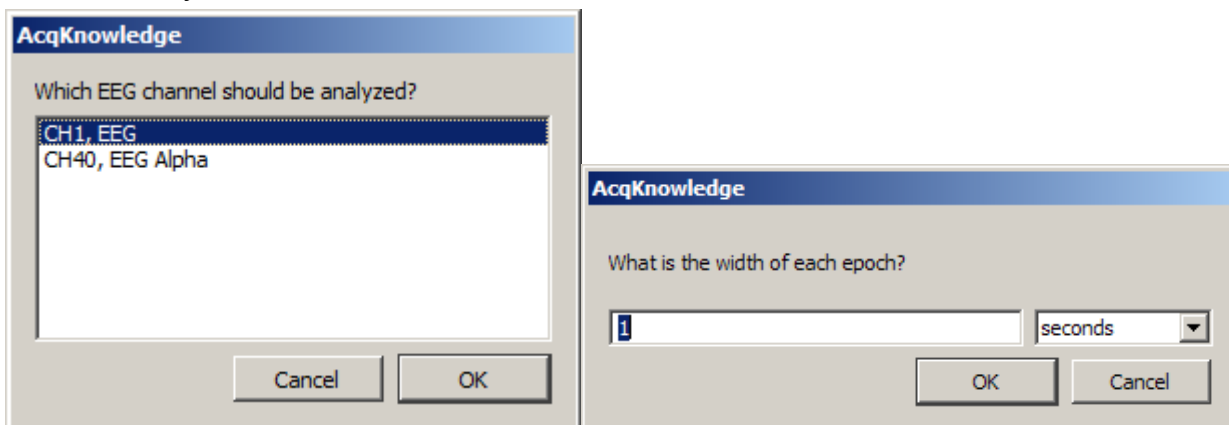 AcqKnowledge
Which EEG channel should be analyzed?
CH1, EEG
CH40, EEG Alpha
Cancel OK
AcqKnowledge
What is the width of each epoch?
1 seconds
OK Cancel